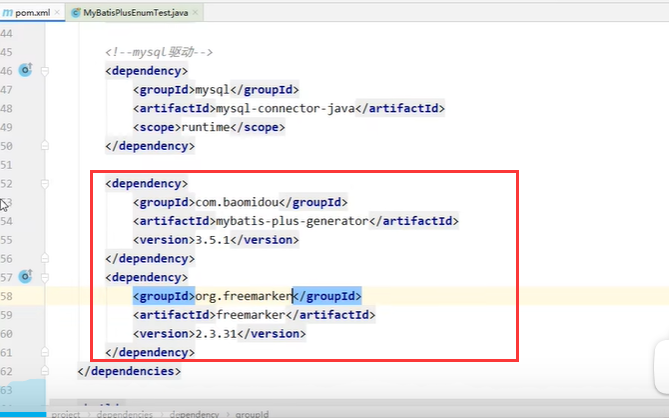 pom.xml
MyBatisPlusEnumTest.java
44
45 <!--mysql驱动-->
46 <dependency>
47 <groupId>mysql</groupId>
48 <artifactId>mysql-connector-java</artifactId>
49 <scope>runtime</scope>
50 </dependency>
51
52 <dependency>
53 <groupId>com.baomidou</groupId>
54 <artifactId>mybatis-plus-generator</artifactId>
55 <version>3.5.1</version>
56 </dependency>
57 <dependency>
58 <groupId>org.freemarker</groupId>
59 <artifactId>freemarker</artifactId>
60 <version>2.3.31</version>
61 </dependency>
62 </dependencies>
63
project dependencies dependency groupId